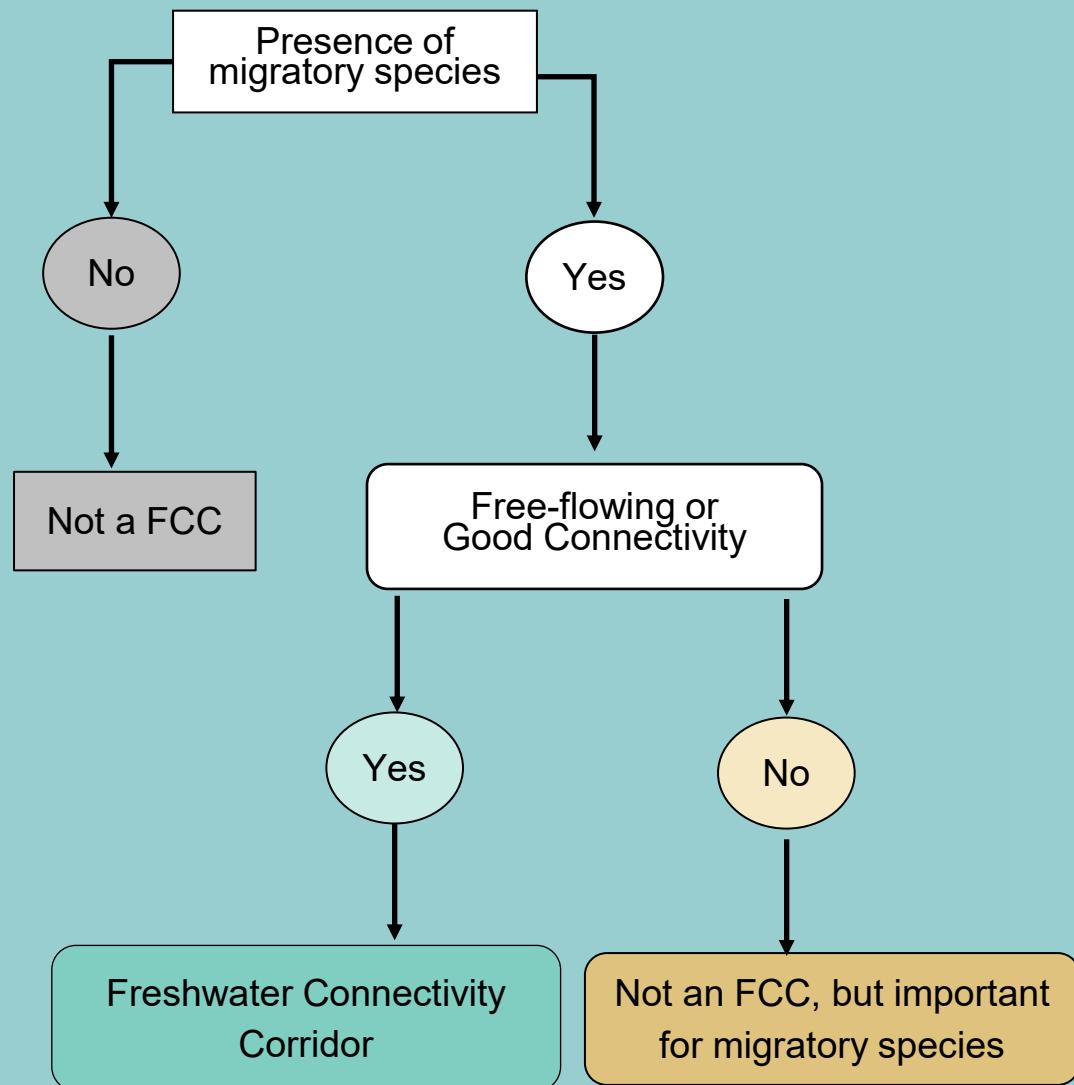 Presence of
migratory species
No
Yes
Not a FCC
Free-flowing or
Good Connectivity
Yes
No
Freshwater Connectivity
Corridor
Not an FCC, but important
for migratory species